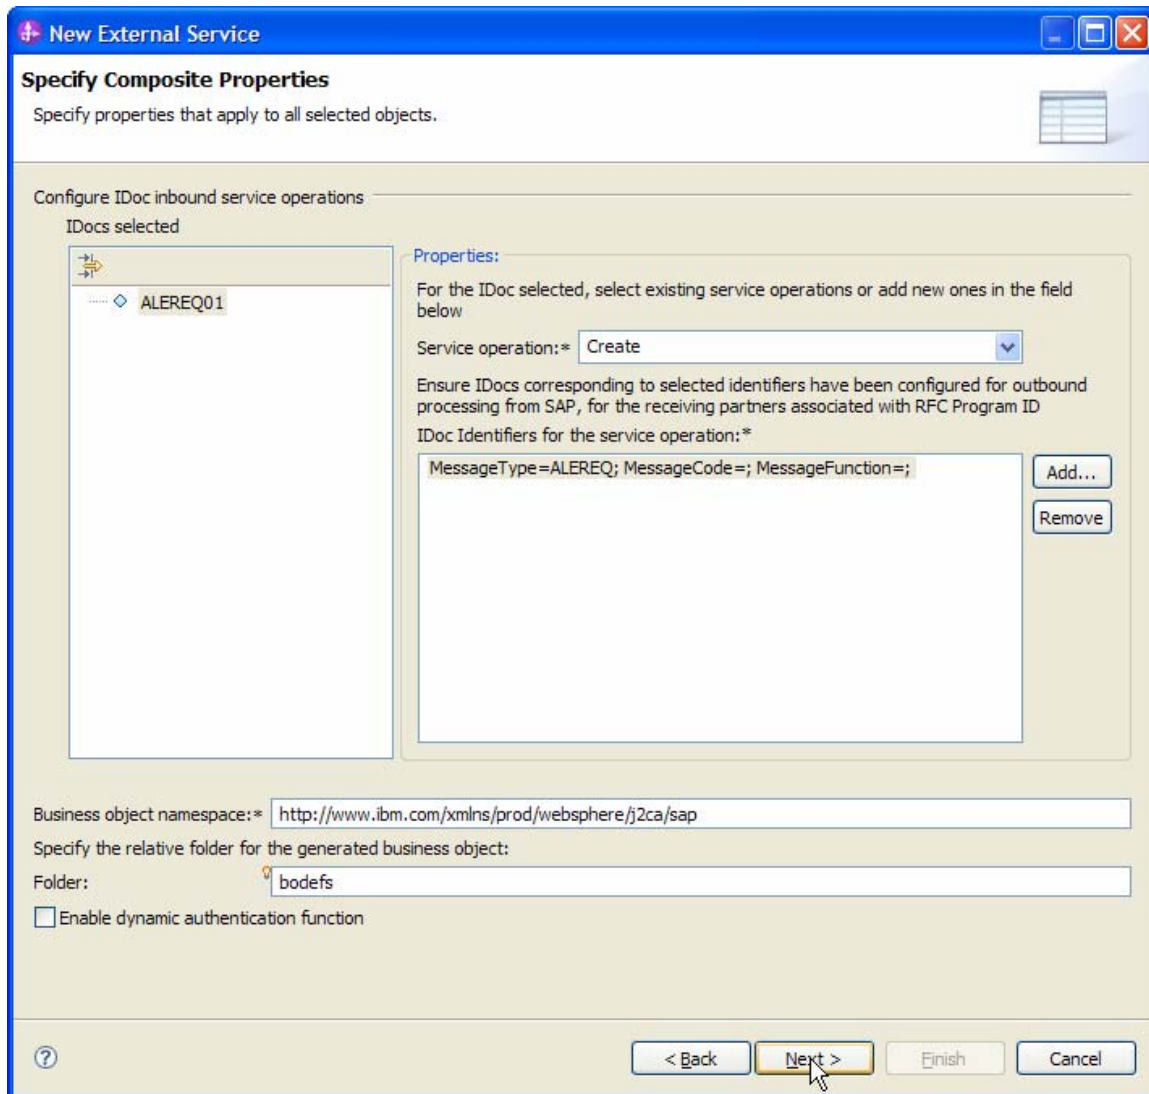 New External Service
Specify Composite Properties
Specify properties that apply to all selected objects.
Configure IDoc inbound service operations
IDocs selected
ALEREQ01
Properties:
For the IDoc selected, select existing service operations or add new ones in the field
below
Service operation:* Create
Ensure IDocs corresponding to selected identifiers have been configured for outbound
processing from SAP, for the receiving partners associated with RFC Program ID
IDoc Identifiers for the service operation:*
MessageType=ALEREQ; MessageCode=; MessageFunction=;
Add...
Remove
Business object namespace:* http://www.ibm.com/xmlns/prod/websphere/j2ca/sap
Specify the relative folder for the generated business object:
Folder: bodefs
Enable dynamic authentication function
? < Back Next > Finish Cancel